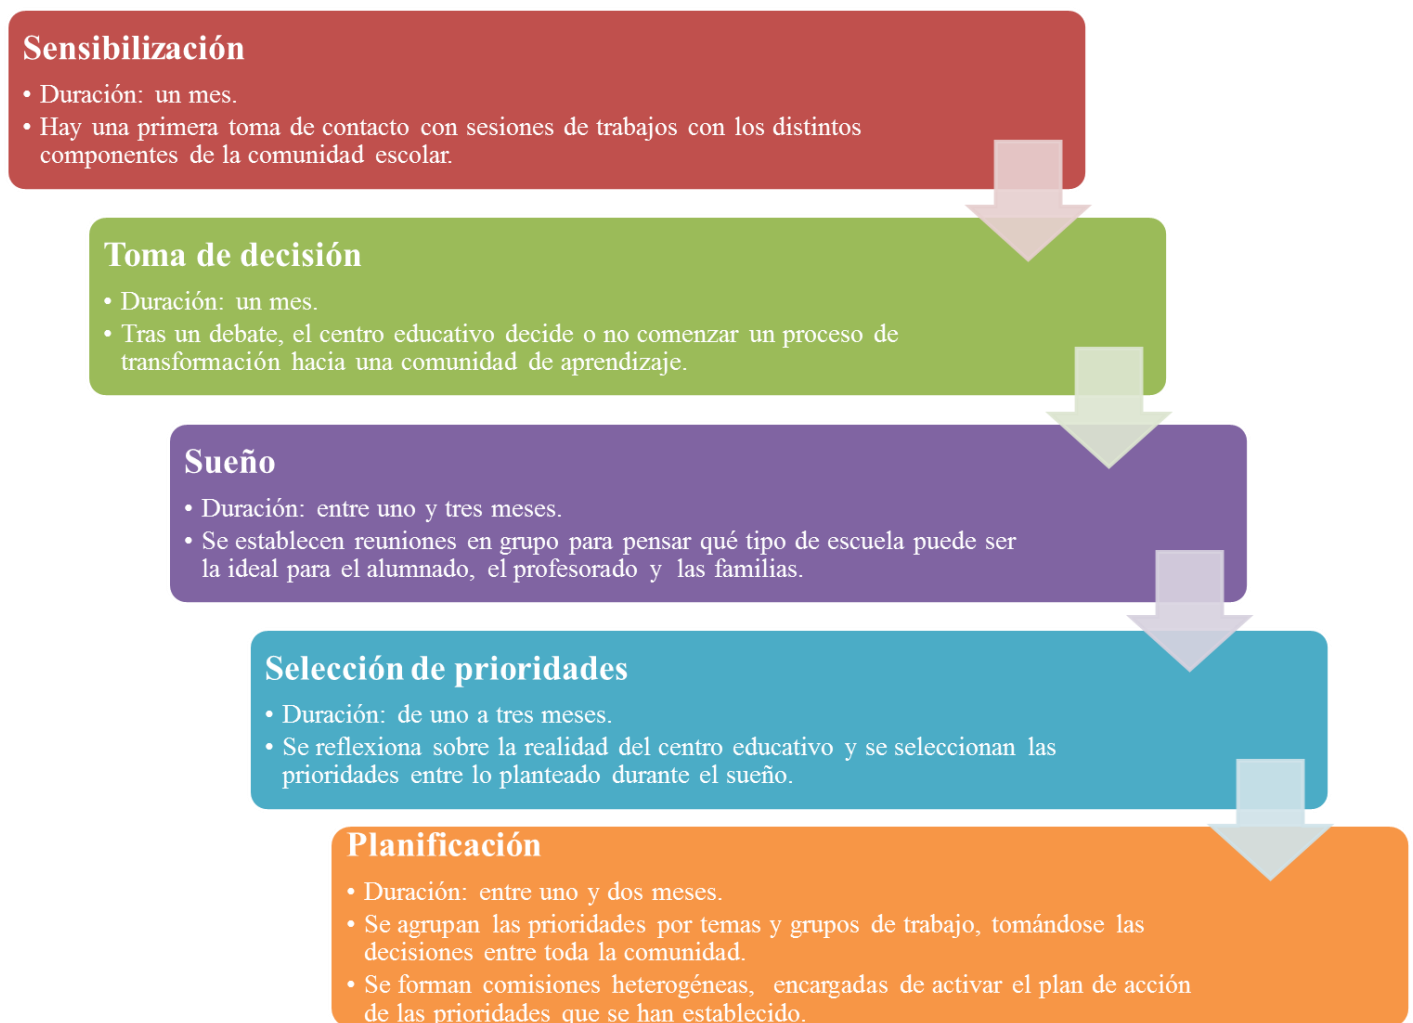 Sensibilización
• Duración: un mes.
• Hay una primera toma de contacto con sesiones de trabajos con los distintos
componentes de la comunidad escolar.
Toma de decisión
• Duración: un mes.
• Tras un debate, el centro educativo decide o no comenzar un proceso de
transformación hacia una comunidad de aprendizaje.
Sueño
• Duración: entre uno y tres meses.
• Se establecen reuniones en grupo para pensar qué tipo de escuela puede ser
la ideal para el alumnado, el profesorado y las familias.
Selección de prioridades
• Duración: de uno a tres meses.
• Se reflexiona sobre la realidad del centro educativo y se seleccionan las
prioridades entre lo planteado durante el sueño.
Planificación
• Duración: entre uno y dos meses.
• Se agrupan las prioridades por temas y grupos de trabajo, tomándose las
decisiones entre toda la comunidad.
• Se forman comisiones heterogéneas, encargadas de activar el plan de acción
de las prioridades que se han establecido.